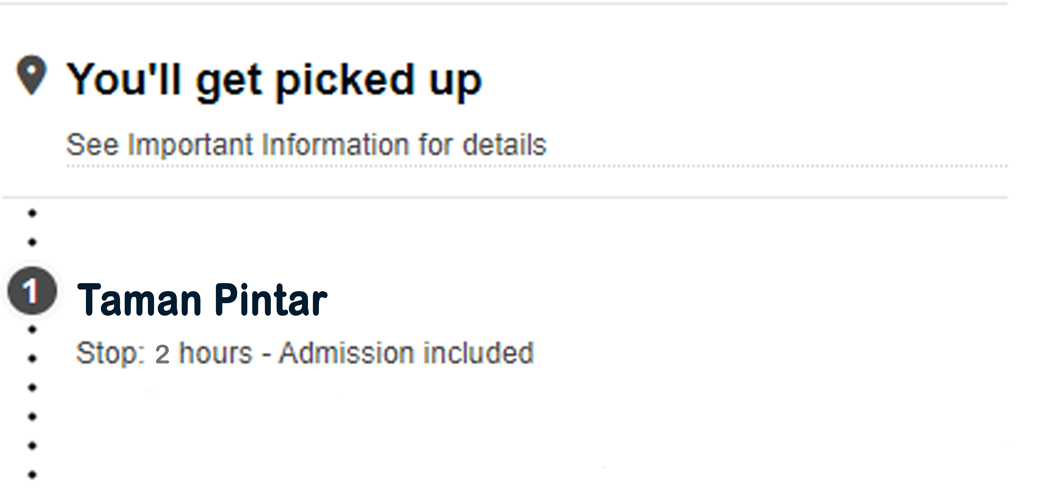 You'll get picked up
See Important Information for details
1
Taman Pintar
Stop: 2 hours - Admission included